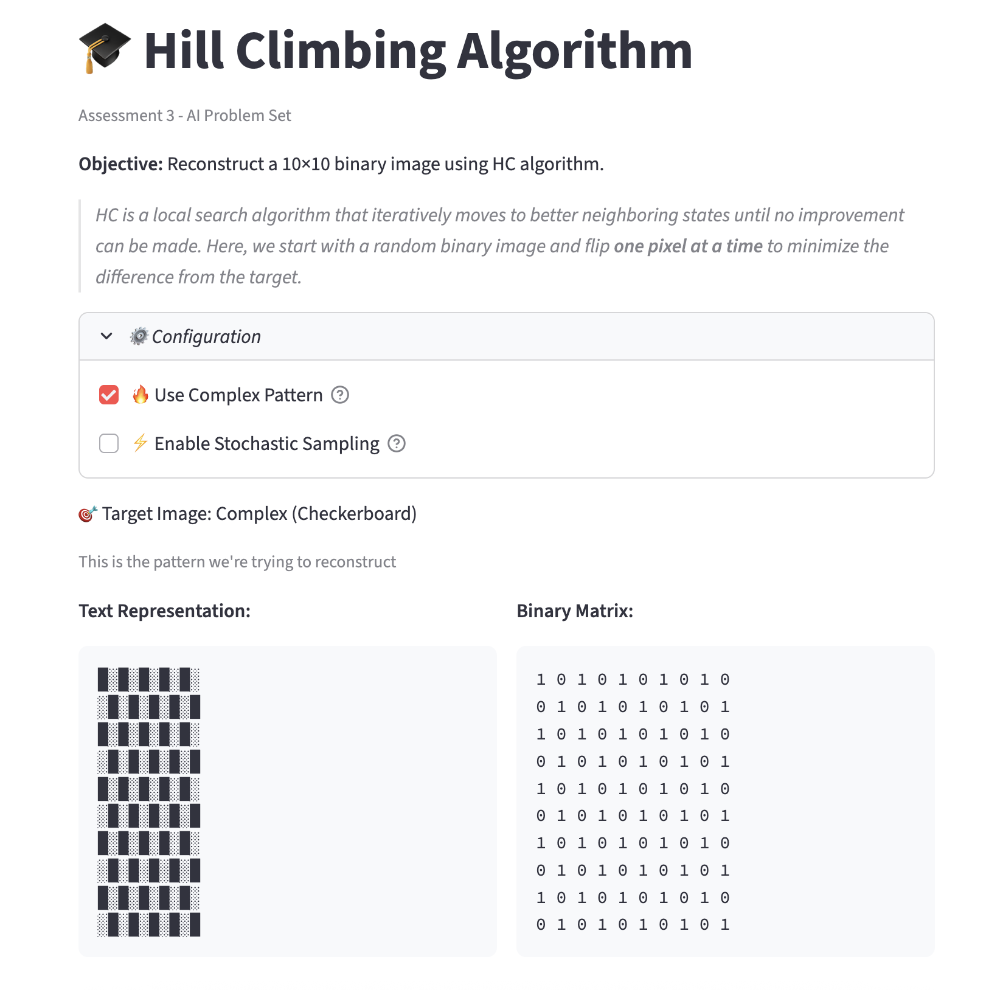 🎓 Hill Climbing Algorithm
Assessment 3 - AI Problem Set
Objective: Reconstruct a 10×10 binary image using HC algorithm.
HC is a local search algorithm that iteratively moves to better neighboring states until no improvement
can be made. Here, we start with a random binary image and flip one pixel at a time to minimize the
difference from the target.
⚙️ Configuration
🔥 Use Complex Pattern
⚡ Enable Stochastic Sampling
🎯 Target Image: Complex (Checkerboard)
This is the pattern we're trying to reconstruct
Text Representation:
█░█░█░█░█░
░█░█░█░█░█
█░█░█░█░█░
░█░█░█░█░█
█░█░█░█░█░
░█░█░█░█░█
█░█░█░█░█░
░█░█░█░█░█
█░█░█░█░█░
░█░█░█░█░█
Binary Matrix:
1 0 1 0 1 0 1 0 1 0
0 1 0 1 0 1 0 1 0 1
1 0 1 0 1 0 1 0 1 0
0 1 0 1 0 1 0 1 0 1
1 0 1 0 1 0 1 0 1 0
0 1 0 1 0 1 0 1 0 1
1 0 1 0 1 0 1 0 1 0
0 1 0 1 0 1 0 1 0 1
1 0 1 0 1 0 1 0 1 0
0 1 0 1 0 1 0 1 0 1